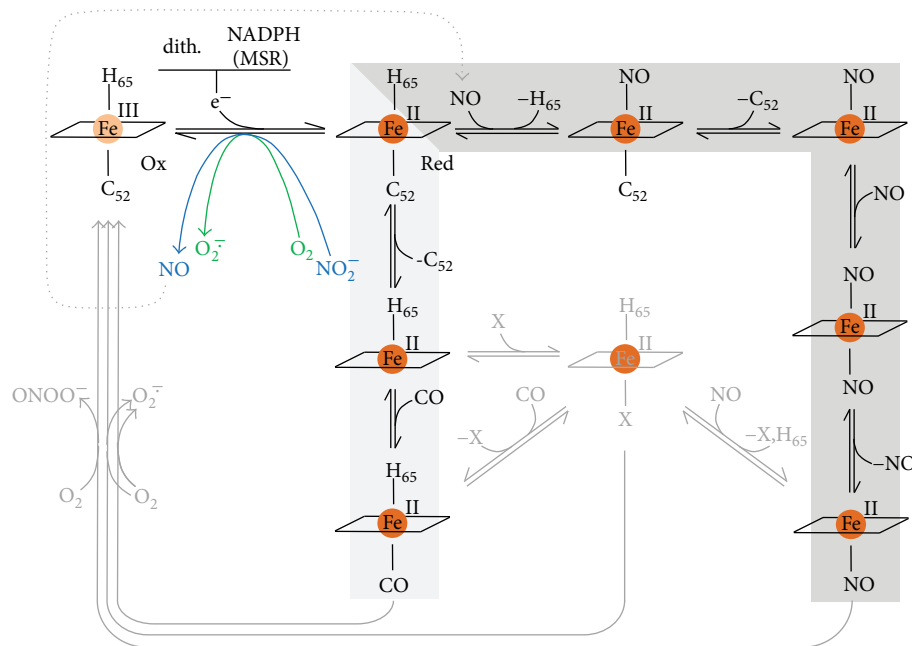 dith.
NADPH
(MSR)
e⁻
H₆₅
III
Fe
Ox
C₅₂
NO
O₂⁻̇
O₂
NO₂⁻
H₆₅
II
Fe
Red
C₅₂
NO
−H₆₅
NO
II
Fe
C₅₂
−C₅₂
NO
II
Fe
NO
-C₅₂
H₆₅
II
Fe
X
H₆₅
II
Fe
X
NO
II
Fe
NO
CO
CO
−X
NO
−X,H₆₅
−NO
ONOO⁻
O₂⁻̇
O₂
O₂
H₆₅
II
Fe
CO
II
Fe
NO